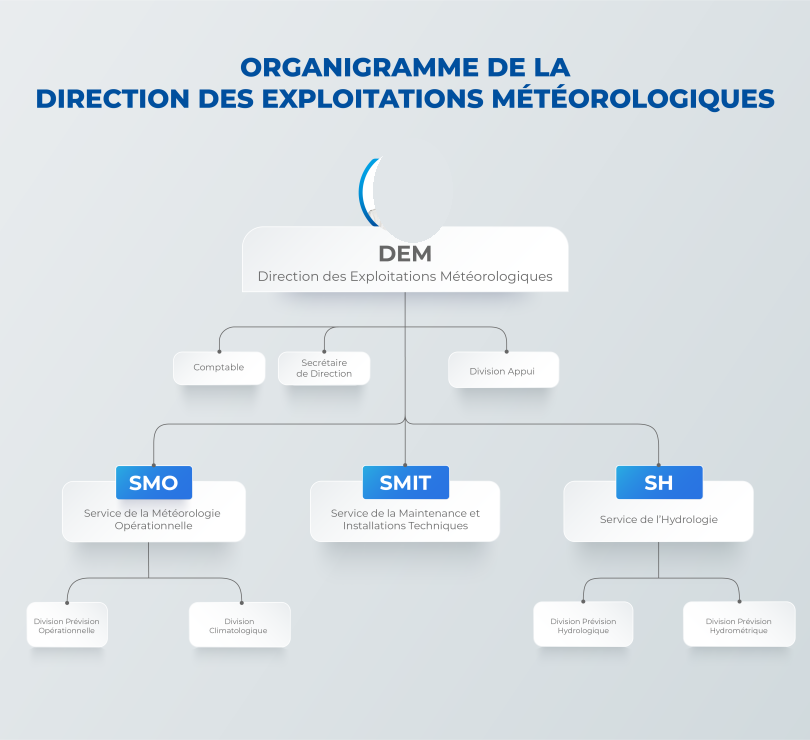 ORGANIGRAMME DE LA
DIRECTION DES EXPLOITATIONS MÉTÉOROLOGIQUES
DEM
Direction des Exploitations Météorologiques
Comptable
Secrétaire
de Direction
Division Appui
SMO
Service de la Météorologie
Opérationnelle
SMIT
Service de la Maintenance et
Installations Techniques
SH
Service de l'Hydrologie
Division Prévision
Opérationnelle
Division
Climatologique
Division Prévision
Hydrologique
Division Prévision
Hydrométrique